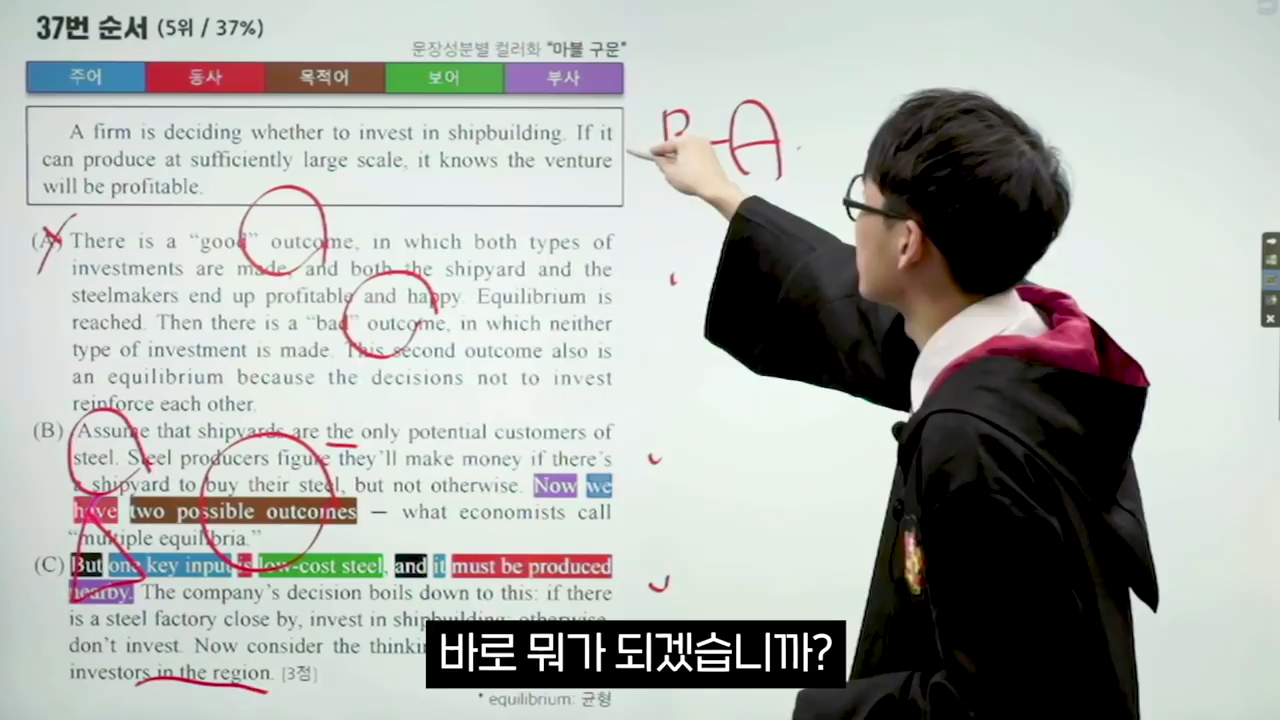 37번 순서 (5위 / 37%)
문장성분별 컬러화 "마볼 구문"
주어 동사 목적어 보어 부사
A firm is deciding whether to invest in shipbuilding. If it
can produce at sufficiently large scale, it knows the venture
will be profitable.
A
(A) There is a “good” outcome, in which both types of
investments are made, and both the shipyard and the
steelmakers end up profitable and happy. Equilibrium is
reached. Then there is a “bad” outcome, in which neither
type of investment is made. This second outcome also is
an equilibrium because the decisions not to invest
reinforce each other.
(B) Assume that shipyards are the only potential customers of
steel. Steel producers figure they’ll make money if there’s
a shipyard to buy their steel, but not otherwise. Now we
have two possible outcomes — what economists call
“multiple equilibria.”
(C) But one key input is low-cost steel, and it must be produced
nearby. The company’s decision boils down to this: if there
is a steel factory close by, invest in shipbuilding; otherwise,
don’t invest. Now consider the
investors in the region. [3점]
* equilibrium: 균형
바로 뭐가 되겠습니까?